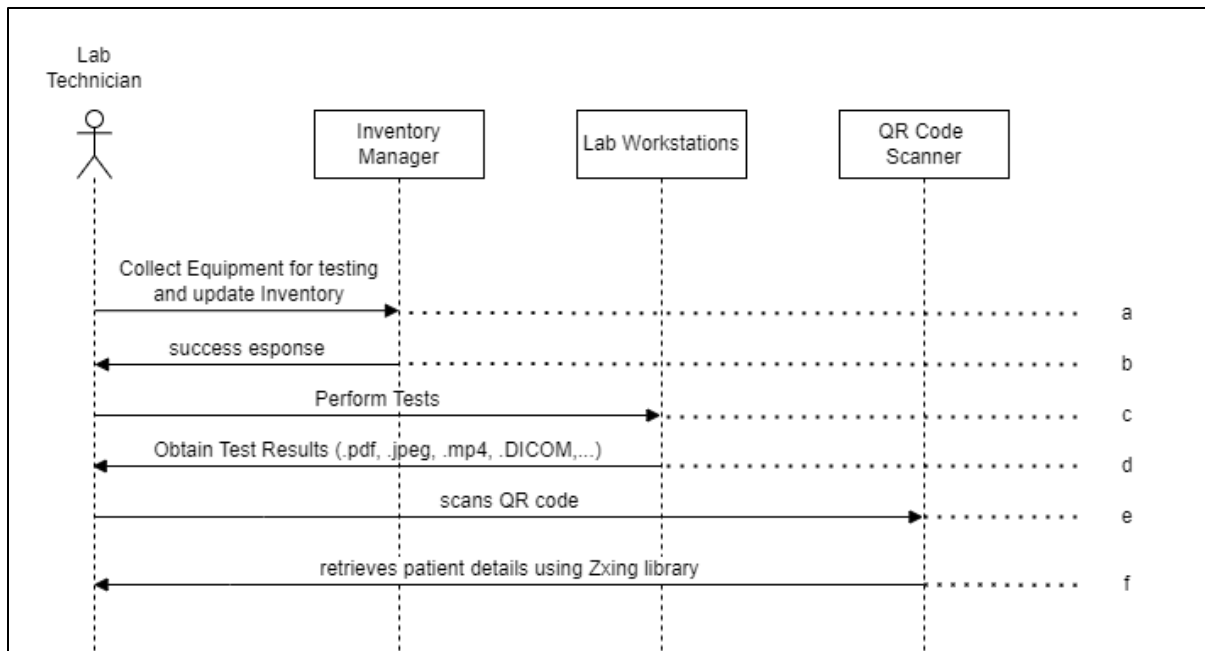 Lab
Technician
Inventory
Manager
Lab Workstations
QR Code
Scanner
Collect Equipment for testing
and update Inventory
a
success esponse
b
Perform Tests
c
Obtain Test Results (.pdf, .jpeg, .mp4, .DICOM,...)
d
scans QR code
e
retrieves patient details using Zxing library
f